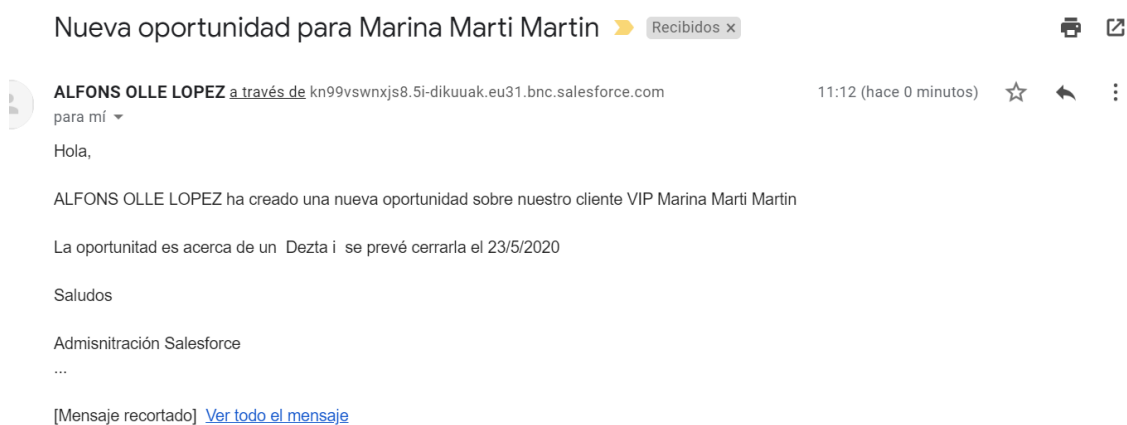 Nueva oportunidad para Marina Marti Martin Recibidos x
ALFONS OLLE LOPEZ a través de kn99vswnxjs8.5i-dikuuak.eu31.bnc.salesforce.com 11:12 (hace 0 minutos)
para mí
Hola,
ALFONS OLLE LOPEZ ha creado una nueva oportunidad sobre nuestro cliente VIP Marina Marti Martin
La oportunitad es acerca de un Dezta i se prevé cerrarla el 23/5/2020
Saludos
Admisnitración Salesforce
...
[Mensaje recortado] Ver todo el mensaje